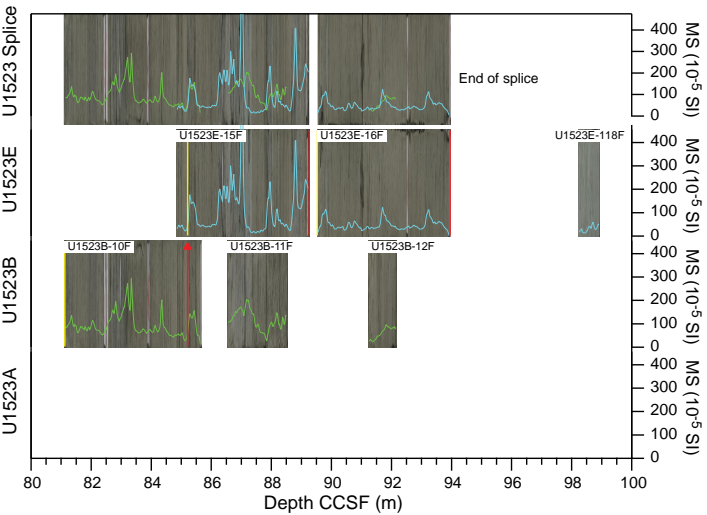 U1523 Splice
400
300
200
100
0
MS (10-5 SI)
End of splice
U1523E
U1523E-15F
U1523E-16F
U1523E-118F
400
300
200
100
0
MS (10-5 SI)
U1523B
U1523B-10F
U1523B-11F
U1523B-12F
400
300
200
100
0
MS (10-5 SI)
U1523A
400
300
200
100
0
MS (10-5 SI)
80 82 84 86 88 90 92 94 96 98 100
Depth CCSF (m)